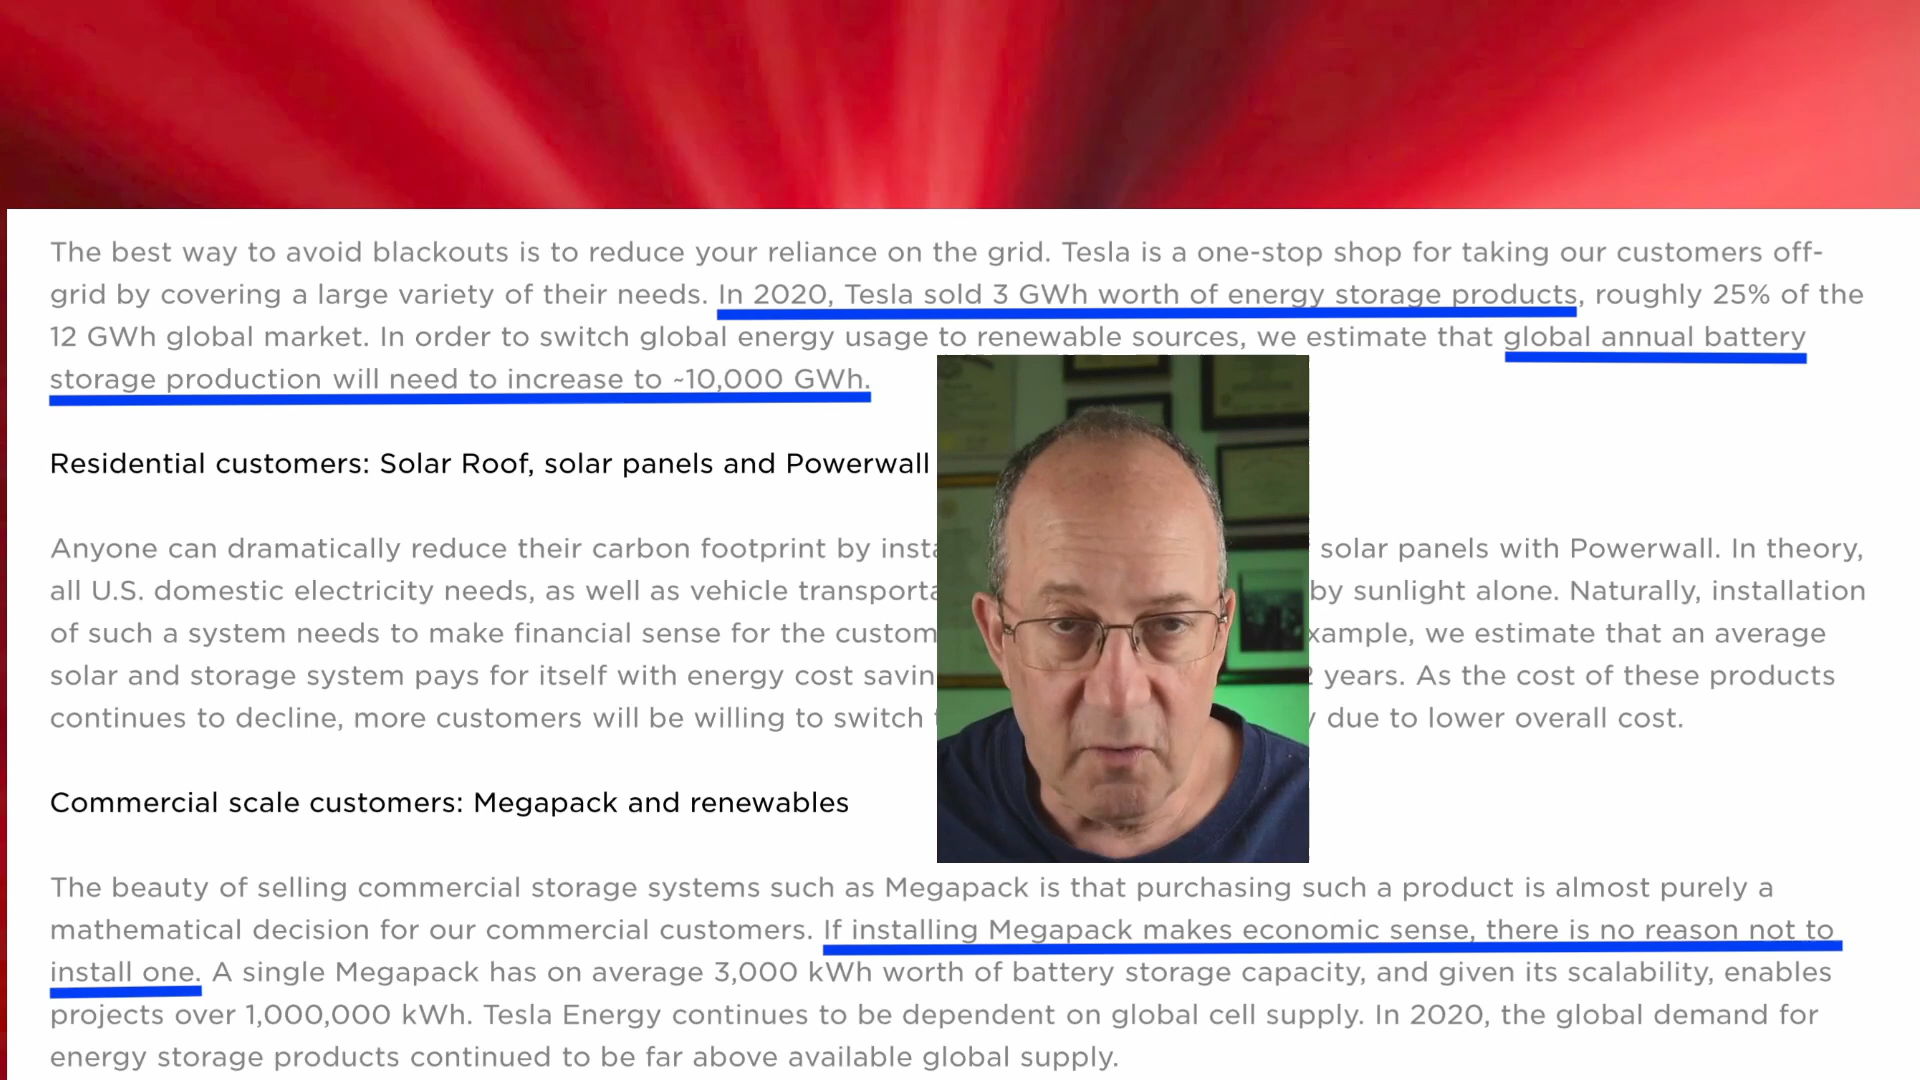 The best way to avoid blackouts is to reduce your reliance on the grid. Tesla is a one-stop shop for taking our customers off-
grid by covering a large variety of their needs. In 2020, Tesla sold 3 GWh worth of energy storage products, roughly 25% of the
12 GWh global market. In order to switch global energy usage to renewable sources, we estimate that global annual battery
storage production will need to increase to ~10,000 GWh.
Residential customers: Solar Roof, solar panels and Powerwall
Anyone can dramatically reduce their carbon footprint by solar panels with Powerwall. In theory,
all U.S. domestic electricity needs, as well as vehicle by sunlight alone. Naturally, installation
of such a system needs to make financial sense for the we estimate that an average
solar and storage system pays for itself with energy cost years. As the cost of these products
continues to decline, more customers will be willing to switch due to lower overall cost.
Commercial scale customers: Megapack and renewables
The beauty of selling commercial storage systems such as Megapack is that purchasing such a product is almost purely a
mathematical decision for our commercial customers. If installing Megapack makes economic sense, there is no reason not to
install one. A single Megapack has on average 3,000 kWh worth of battery storage capacity, and given its scalability, enables
projects over 1,000,000 kWh. Tesla Energy continues to be dependent on global cell supply. In 2020, the global demand for
energy storage products continued to be far above available global supply.